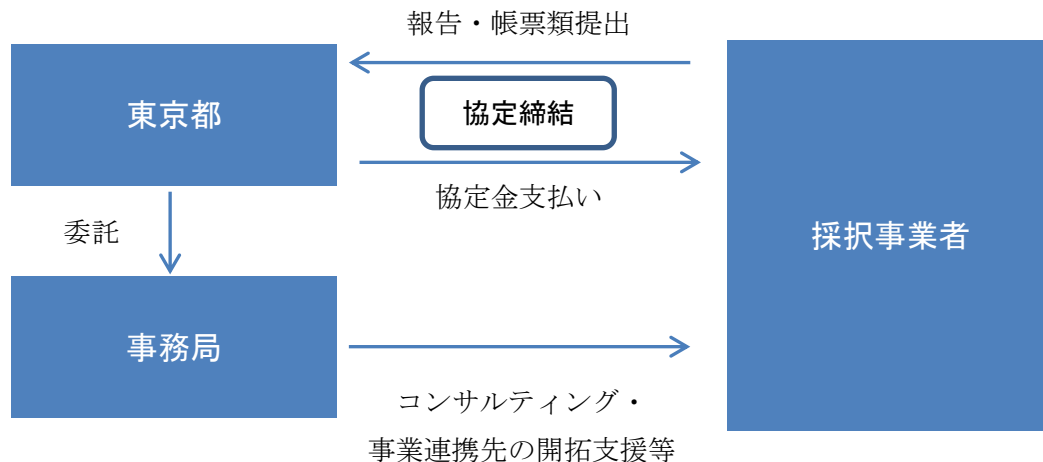 報告・帳票類提出
東京都
協定締結
協定金支払い
採択事業者
委託
事務局
コンサルティング・
事業連携先の開拓支援等